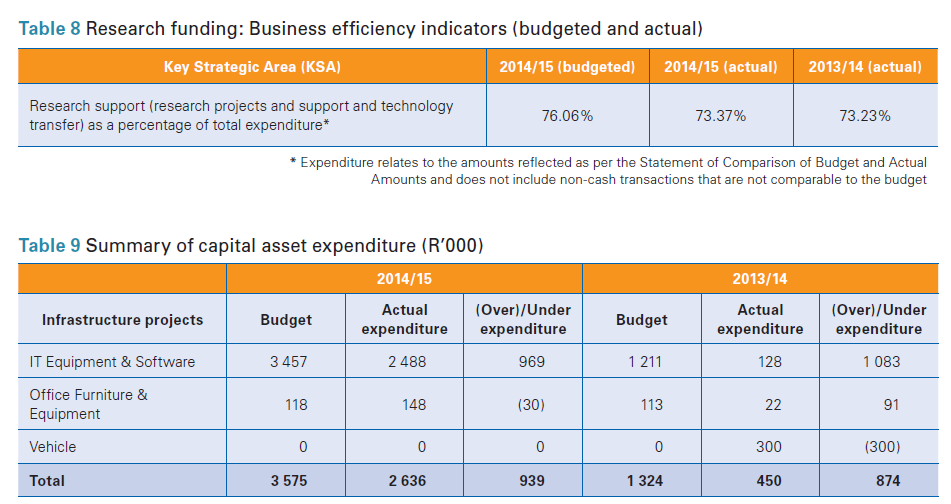 Table 8 Research funding: Business efficiency indicators (budgeted and actual)
Key Strategic Area (KSA) 2014/15 (budgeted) 2014/15 (actual) 2013/14 (actual)
Research support (research projects and support and technology
transfer) as a percentage of total expenditure* 76.06% 73.37% 73.23%
* Expenditure relates to the amounts reflected as per the Statement of Comparison of Budget and Actual
Amounts and does not include non-cash transactions that are not comparable to the budget
Table 9 Summary of capital asset expenditure (R'000)
2014/15 2013/14
Infrastructure projects Budget Actual expenditure (Over)/Under expenditure Budget Actual expenditure (Over)/Under expenditure
IT Equipment & Software 3 457 2 488 969 1 211 128 1 083
Office Furniture &
Equipment 118 148 (30) 113 22 91
Vehicle 0 0 0 0 300 (300)
Total 3 575 2 636 939 1 324 450 874